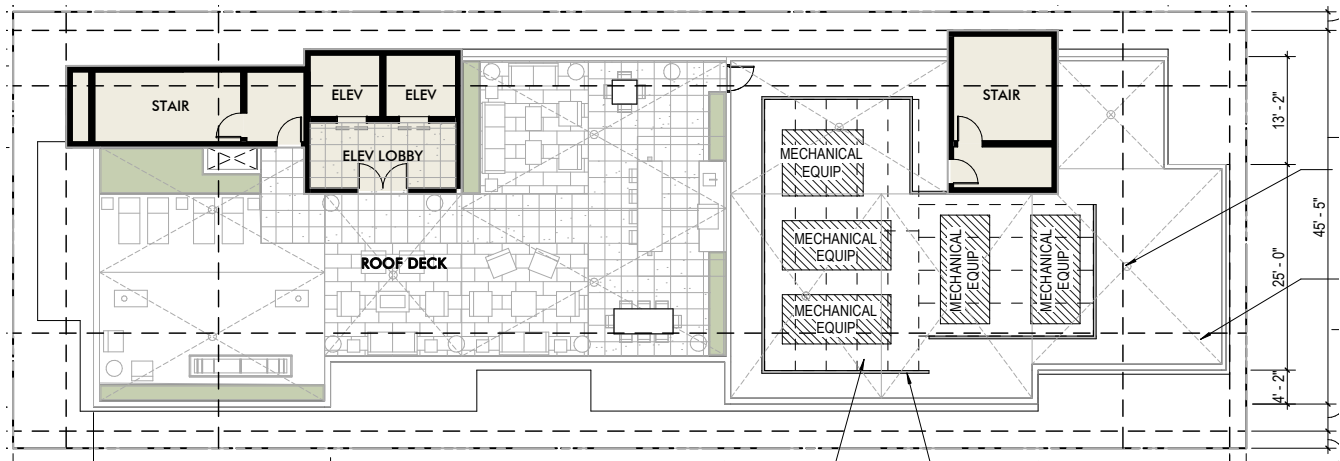 STAIR
ELEV
ELEV
ELEV LOBBY
ROOF DECK
MECHANICAL
EQUIP
MECHANICAL
EQUIP
MECHANICAL
EQUIP
MECHANICAL
EQUIP
MECHANICAL
EQUIP
STAIR
13' - 2"
25' - 0"
4' - 2"
45' - 5"